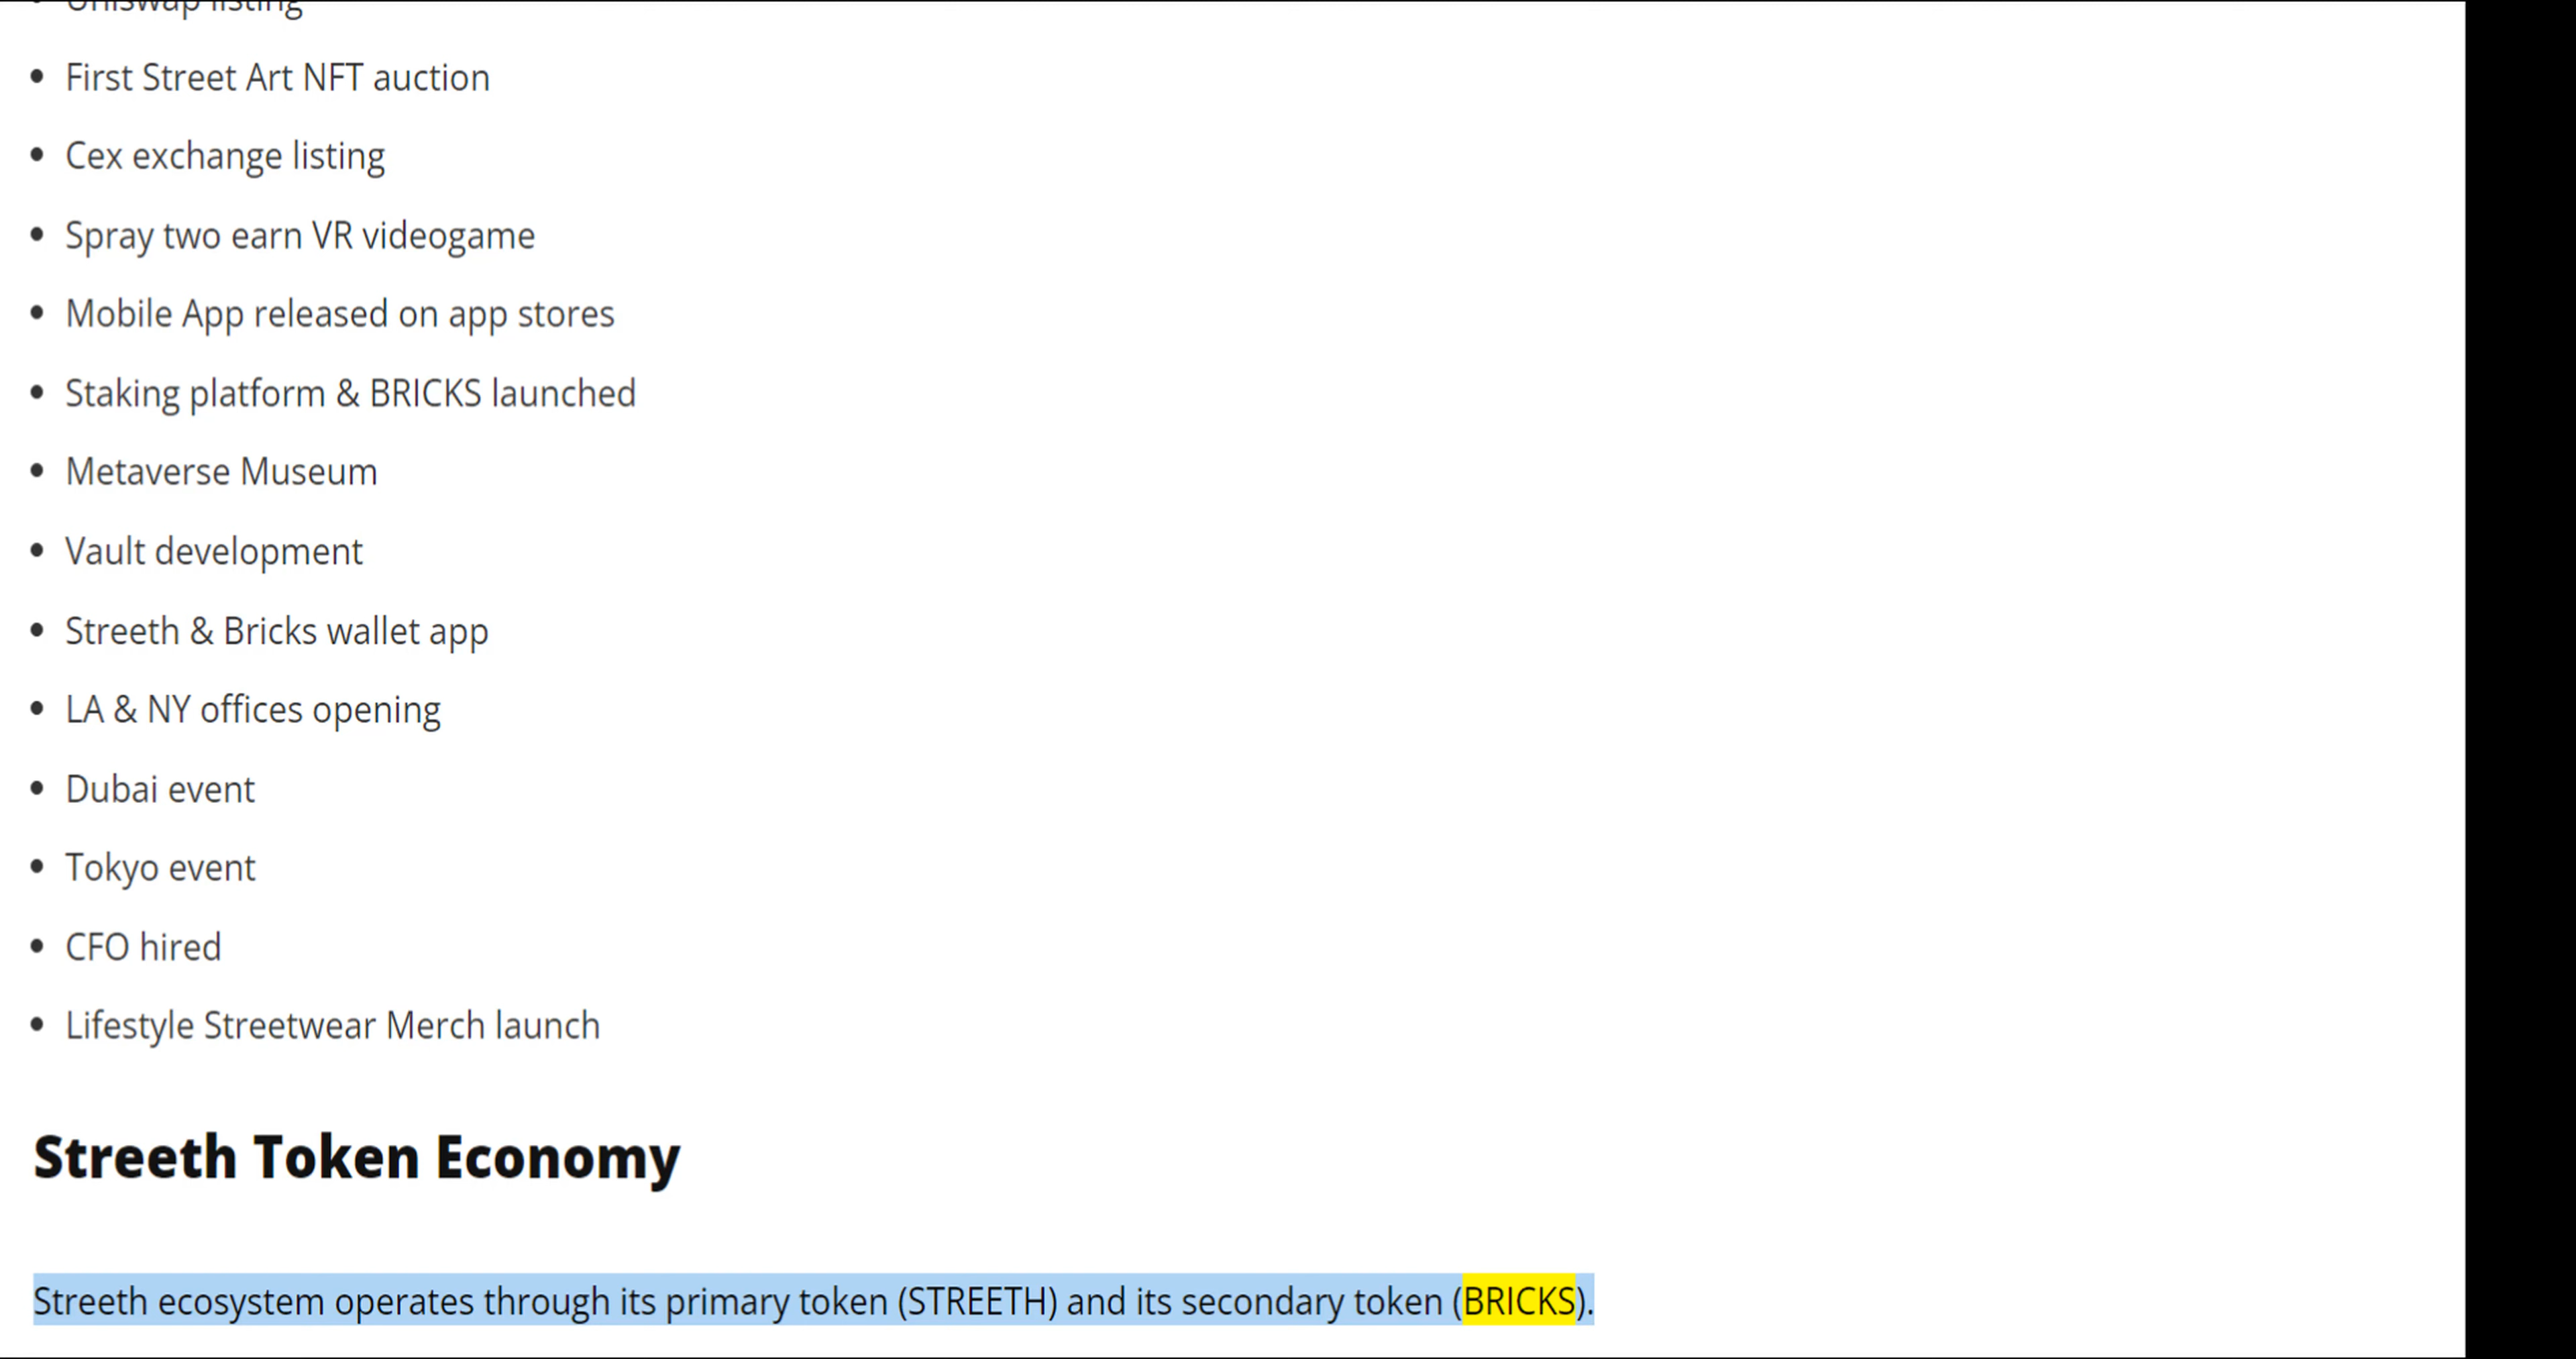 Uniswap listing
First Street Art NFT auction
Cex exchange listing
Spray two earn VR videogame
Mobile App released on app stores
Staking platform & BRICKS launched
Metaverse Museum
Vault development
Streeth & Bricks wallet app
LA & NY offices opening
Dubai event
Tokyo event
CFO hired
Lifestyle Streetwear Merch launch
Streeth Token Economy
Streeth ecosystem operates through its primary token (STREETH) and its secondary token (BRICKS).